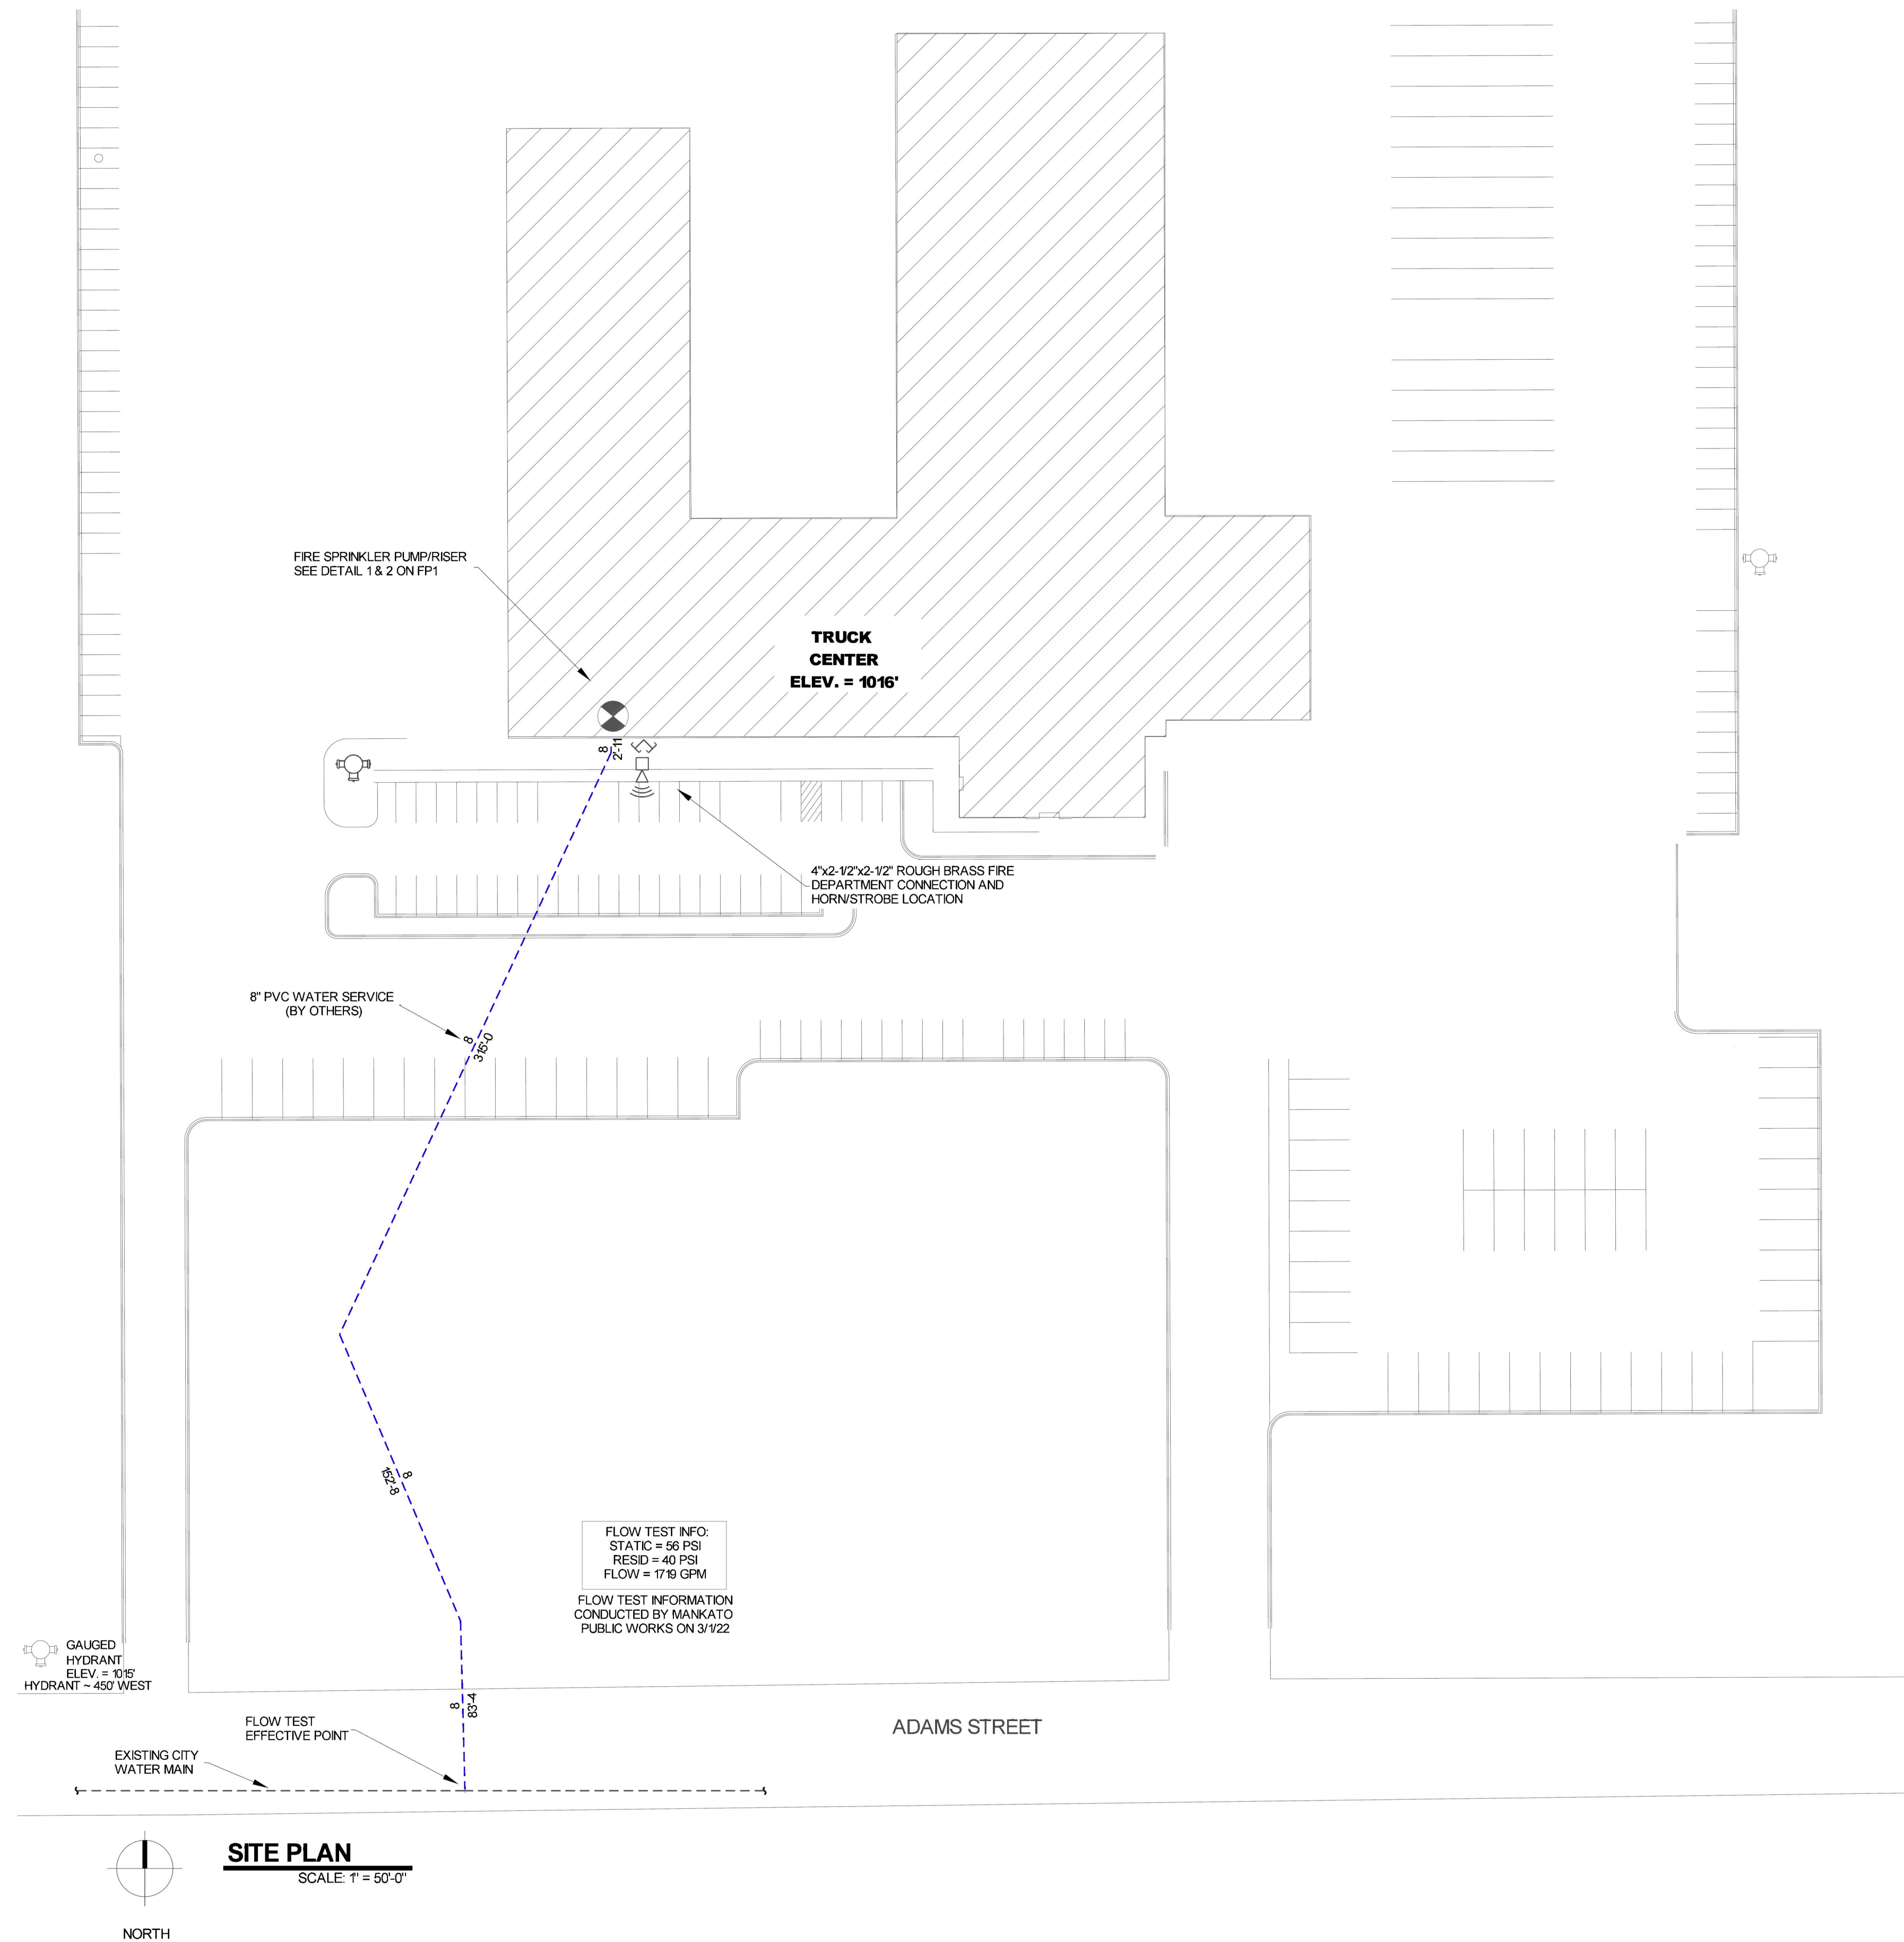 FIRE SPRINKLER PUMP/RISER
SEE DETAIL 1 & 2 ON FP1
TRUCK
CENTER
ELEV. = 1016'
8
2'-11
4"x2-1/2"x2-1/2" ROUGH BRASS FIRE
DEPARTMENT CONNECTION AND
HORN/STROBE LOCATION
8" PVC WATER SERVICE
(BY OTHERS)
8
315'-0
8
152'-8
FLOW TEST INFO:
STATIC = 56 PSI
RESID = 40 PSI
FLOW = 1719 GPM
FLOW TEST INFORMATION
CONDUCTED BY MANKATO
PUBLIC WORKS ON 3/1/22
GAUGED
HYDRANT
ELEV. = 1015'
HYDRANT ~ 450' WEST
8
83'-4
FLOW TEST
EFFECTIVE POINT
ADAMS STREET
EXISTING CITY
WATER MAIN
SITE PLAN
SCALE: 1" = 50'-0"
NORTH